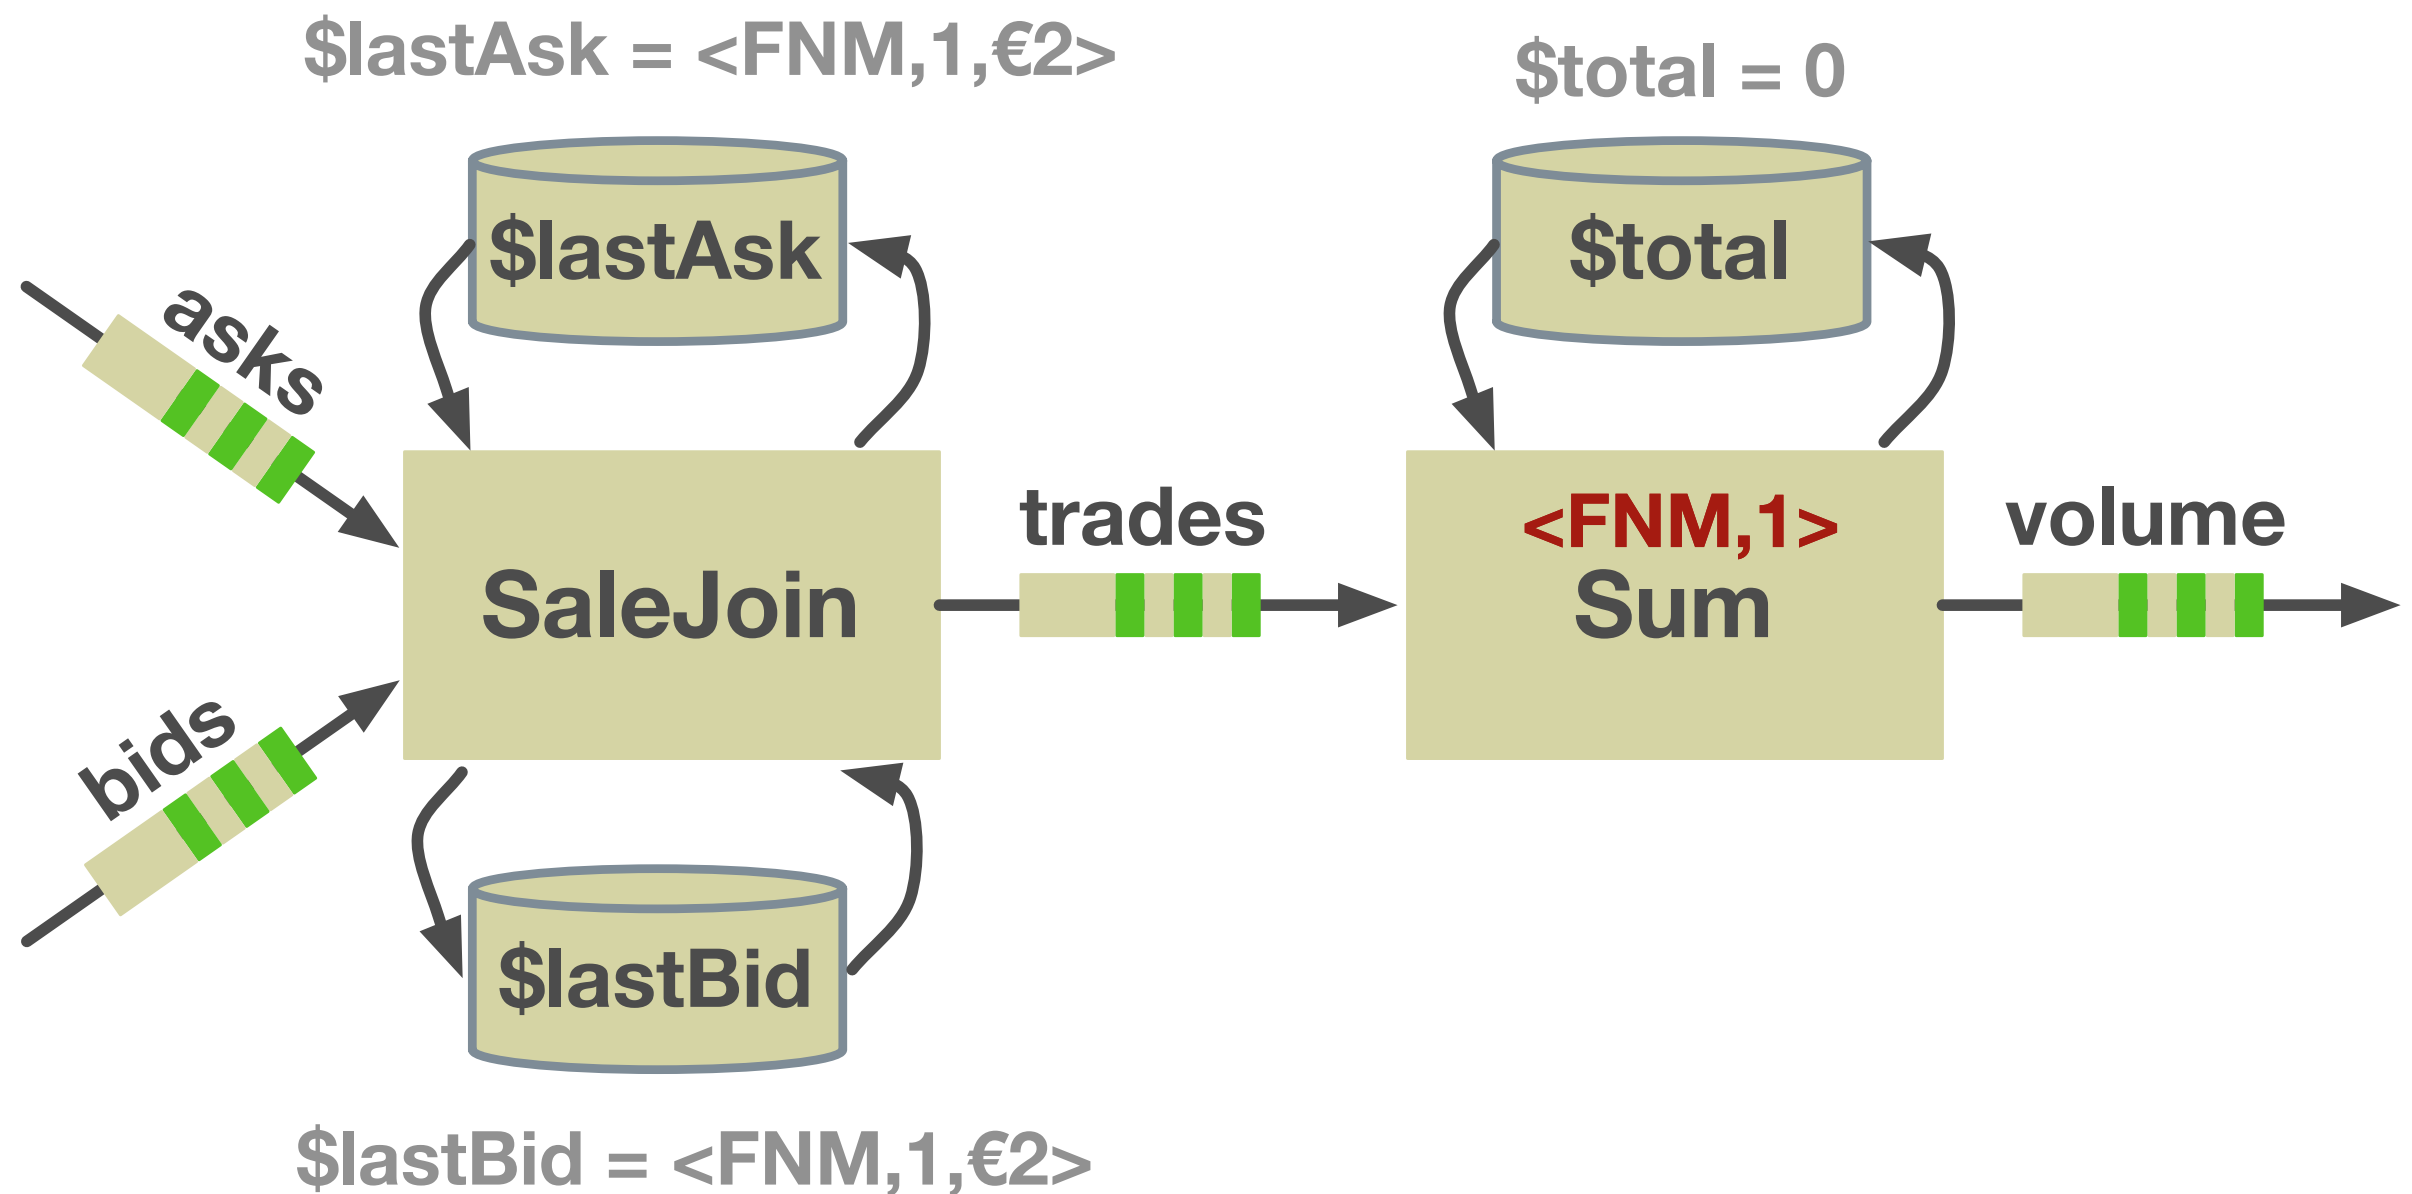 $lastAsk = <FNM,1,€2>
$total = 0
$lastAsk
$total
asks
trades
<FNM,1>
volume
SaleJoin
Sum
bids
$lastBid
$lastBid = <FNM,1,€2>